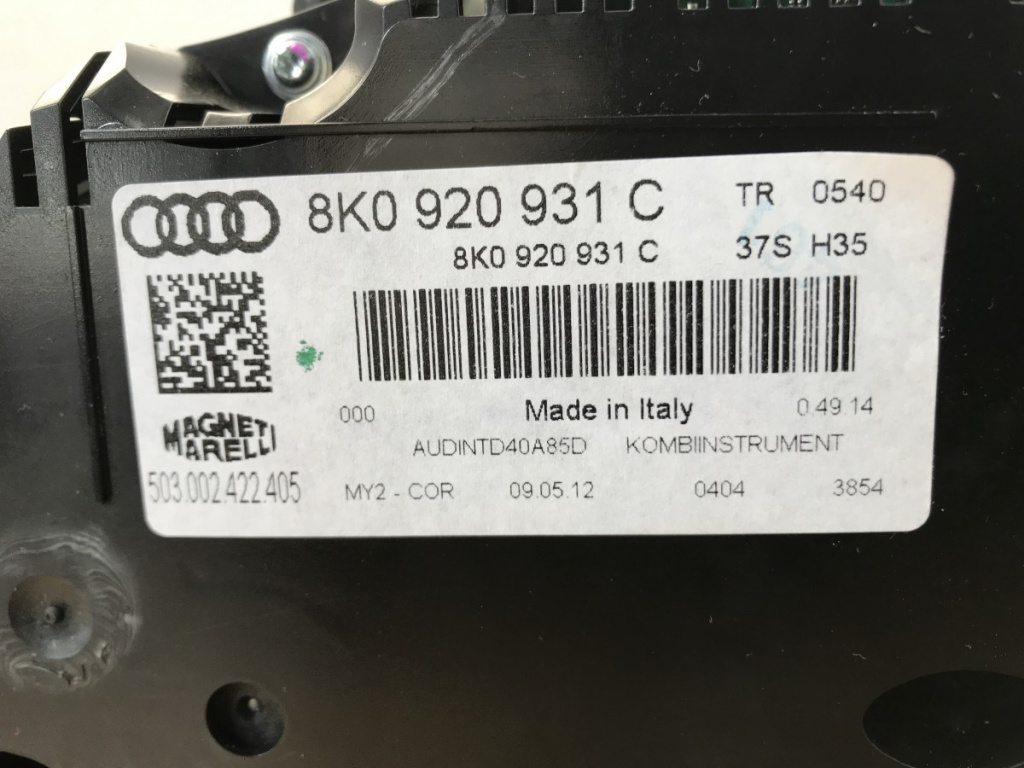 8K0 920 931 C TR 0540
8K0 920 931 C 37S H35
000 Made in Italy 0.49.14
MAGNETI
MARELLI
AUDINTD40A85D KOMBIINSTRUMENT
503.002.422.405 MY2 - COR 09.05.12 0404 3854